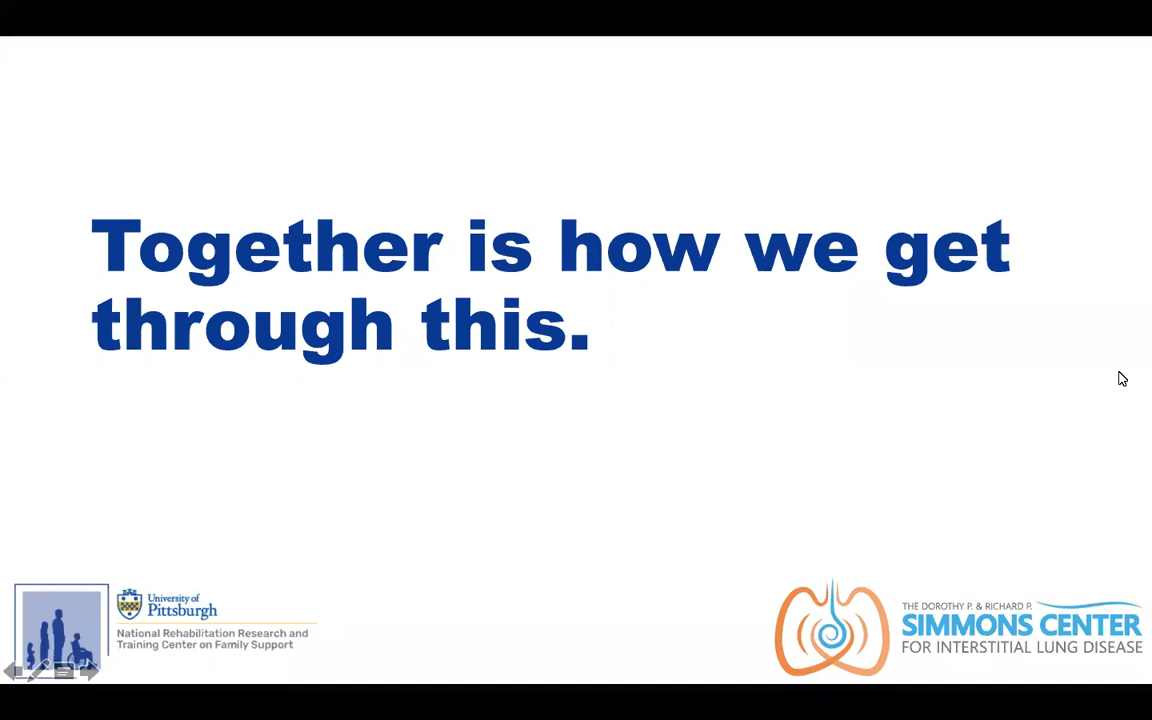 Together is how we get
through this.
University of
Pittsburgh
National Rehabilitation Research and
Training Center on Family Support
THE DOROTHY P. & RICHARD P.
SIMMONS CENTER
FOR INTERSTITIAL LUNG DISEASE